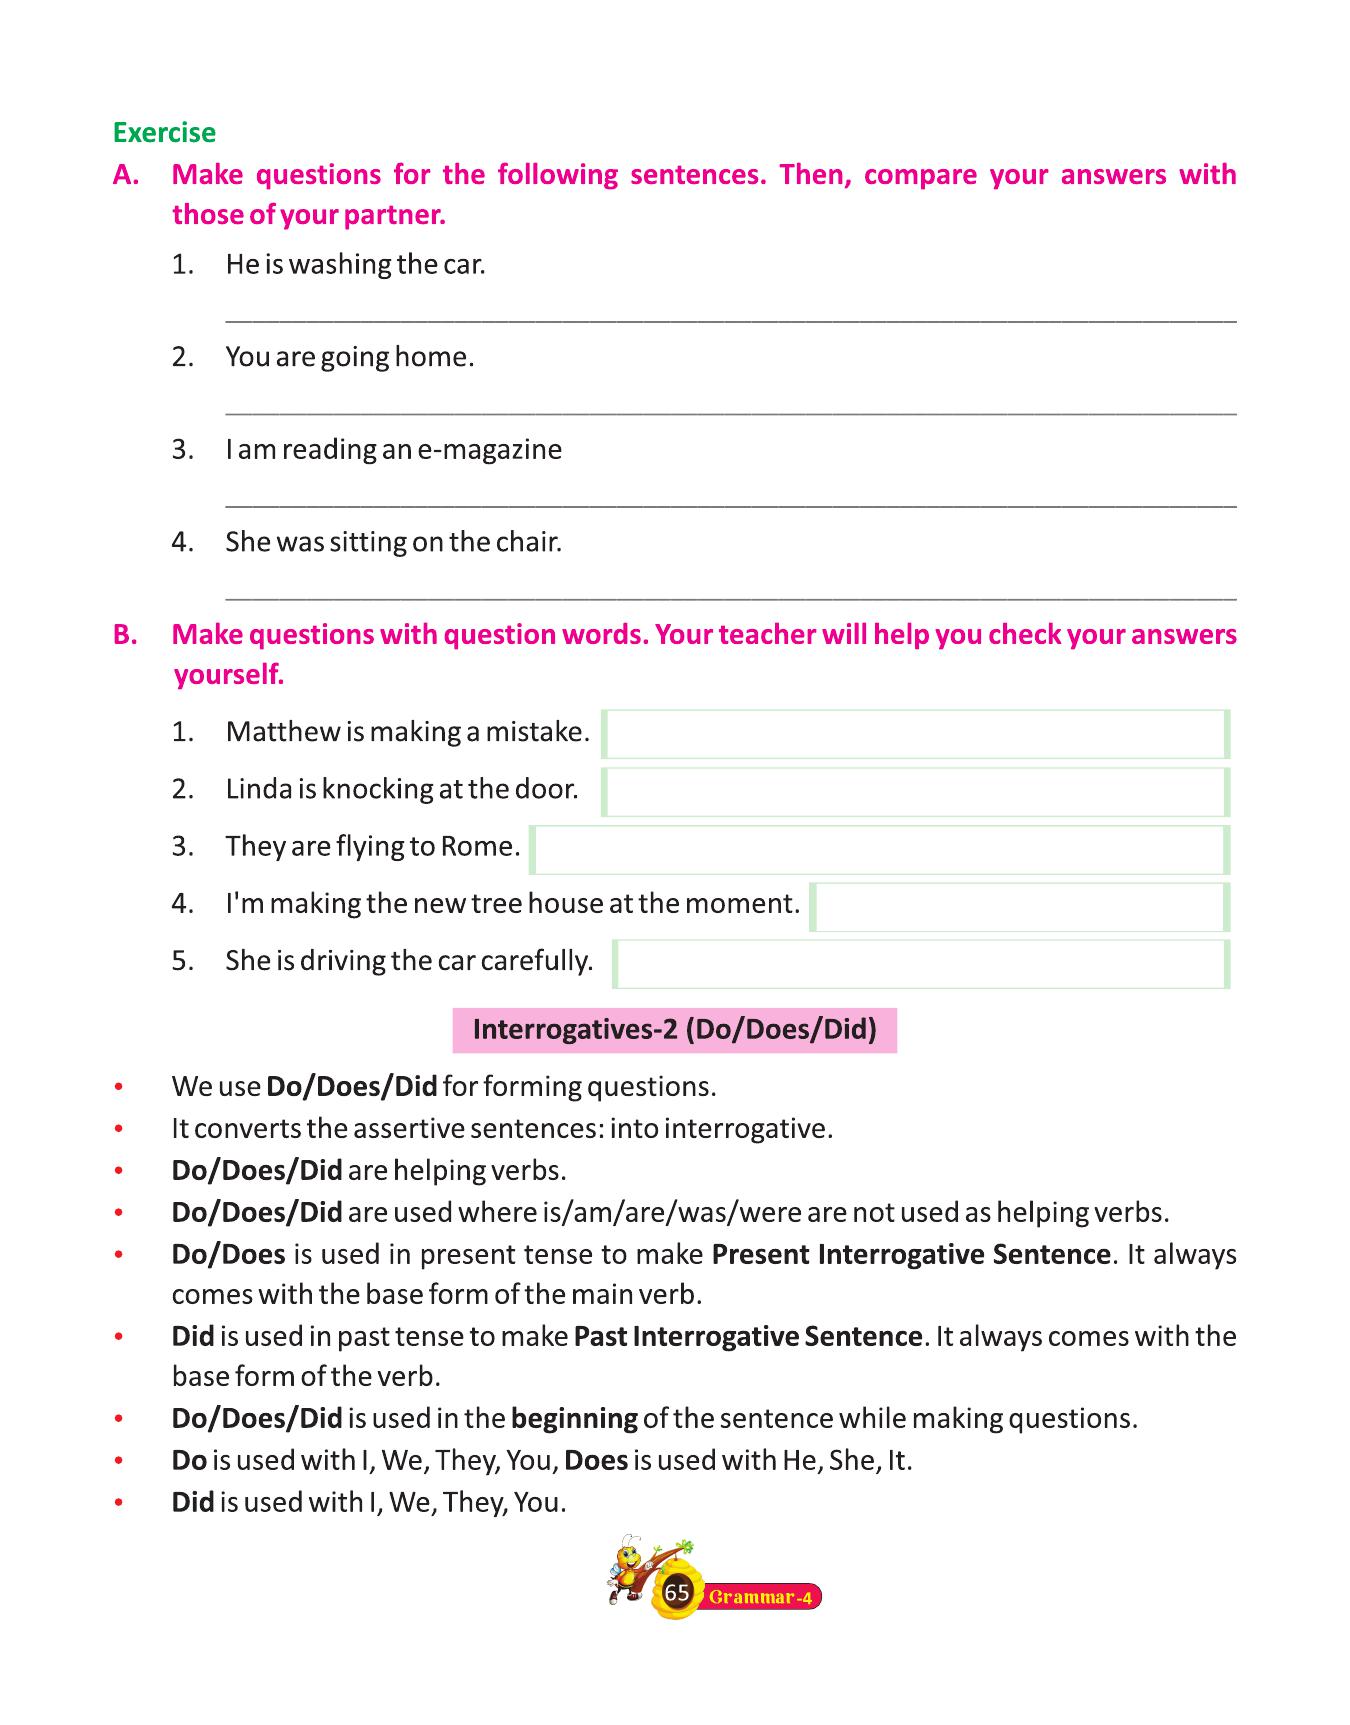 Exercise
A. Make questions for the following sentences. Then, compare your answers with
those of your partner.
1. He is washing the car.
2. You are going home.
3. I am reading an e-magazine
4. She was sitting on the chair.
B. Make questions with question words. Your teacher will help you check your answers
yourself.
1. Matthew is making a mistake.
2. Linda is knocking at the door.
3. They are flying to Rome.
4. I'm making the new tree house at the moment.
5. She is driving the car carefully.
Interrogatives-2 (Do/Does/Did)
• We use Do/Does/Did for forming questions.
• It converts the assertive sentences: into interrogative.
• Do/Does/Did are helping verbs.
• Do/Does/Did are used where is/am/are/was/were are not used as helping verbs.
• Do/Does is used in present tense to make Present Interrogative Sentence. It always
comes with the base form of the main verb.
• Did is used in past tense to make Past Interrogative Sentence. It always comes with the
base form of the verb.
• Do/Does/Did is used in the beginning of the sentence while making questions.
• Do is used with I, We, They, You, Does is used with He, She, It.
• Did is used with I, We, They, You.
65 Grammar-4